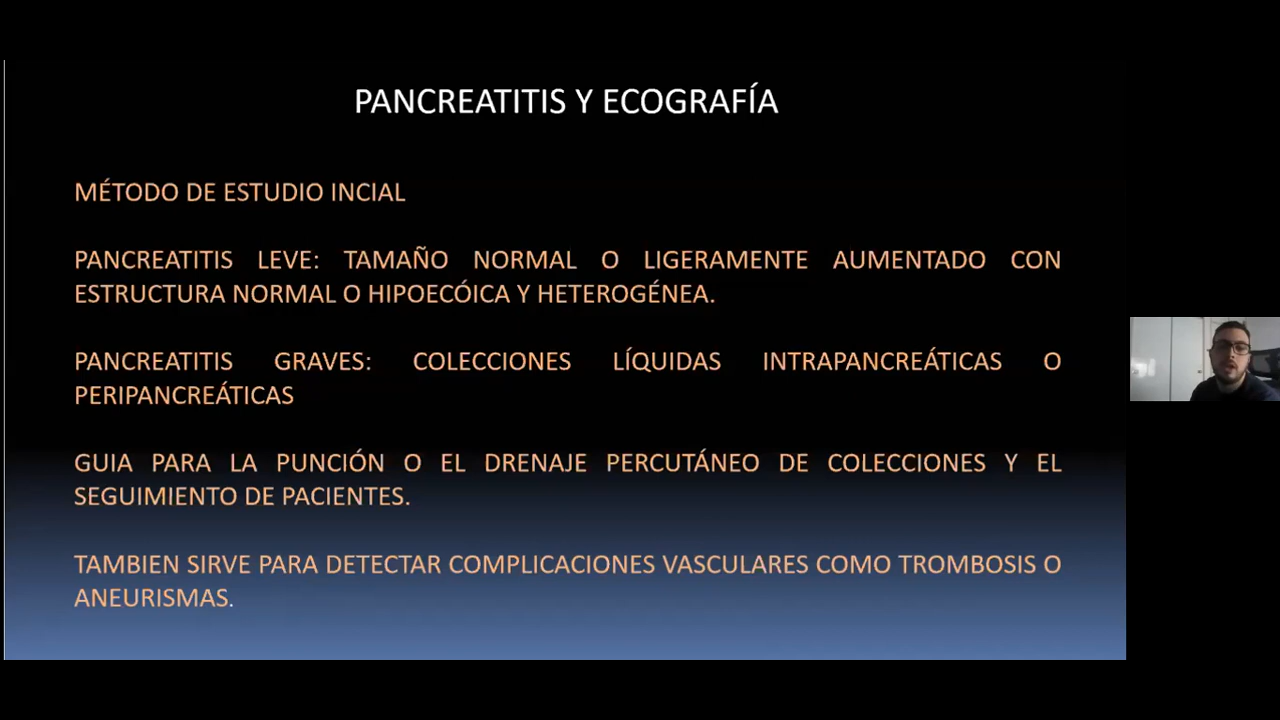 PANCREATITIS Y ECOGRAFÍA
MÉTODO DE ESTUDIO INCIAL
PANCREATITIS LEVE: TAMAÑO NORMAL O LIGERAMENTE AUMENTADO CON
ESTRUCTURA NORMAL O HIPOECÓICA Y HETEROGÉNEA.
PANCREATITIS GRAVES: COLECCIONES LÍQUIDAS INTRAPANCREÁTICAS O
PERIPANCREÁTICAS
GUIA PARA LA PUNCIÓN O EL DRENAJE PERCUTÁNEO DE COLECCIONES Y EL
SEGUIMIENTO DE PACIENTES.
TAMBIEN SIRVE PARA DETECTAR COMPLICACIONES VASCULARES COMO TROMBOSIS O
ANEURISMAS.